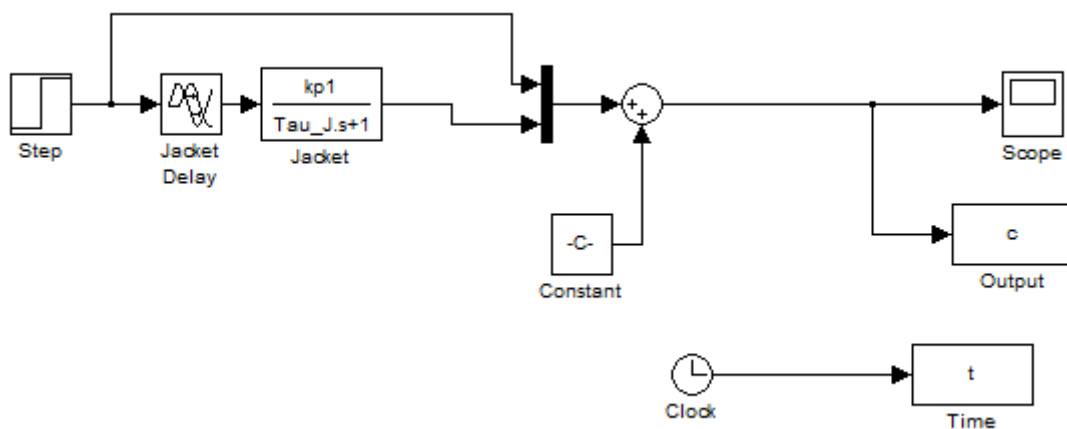 Step
Jacket
Delay
kp1
Tau_J.s+1
Jacket
-C-
Constant
+
+
Scope
c
Output
Clock
t
Time